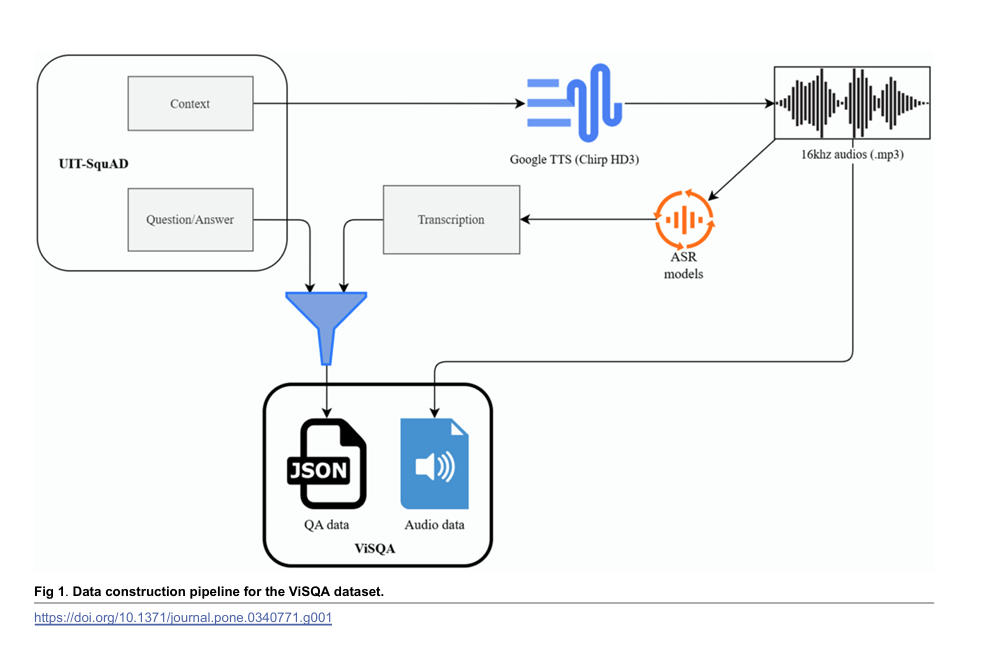 Context
UIT-SquAD
Question/Answer
Google TTS (Chirp HD3)
16khz audios (.mp3)
Transcription
ASR
models
JSON
QA data
Audio data
ViSQA
Fig 1. Data construction pipeline for the ViSQA dataset.
https://doi.org/10.1371/journal.pone.0340771.g001